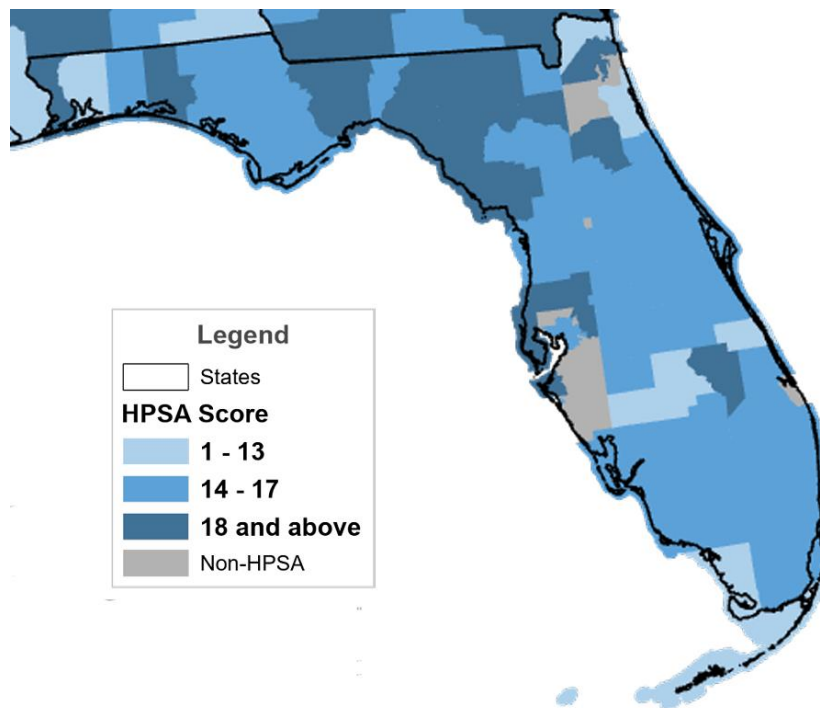 Legend
States
HPSA Score
1 - 13
14 - 17
18 and above
Non-HPSA